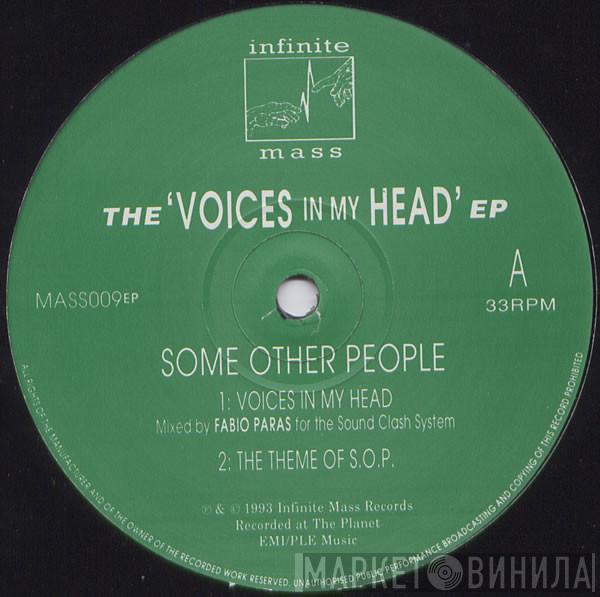 infinite
mass
THE 'VOICES IN MY HEAD' EP
A
MASS009EP
33RPM
SOME OTHER PEOPLE
1: VOICES IN MY HEAD
Mixed by FABIO PARAS for the Sound Clash System
2: THE THEME OF S.O.P.
℗ & © 1993 Infinite Mass Records
Recorded at The Planet
EMI/PLE Music
ALL RIGHTS OF THE MANUFACTURER AND OF THE OWNER OF THE RECORDED WORK RESERVED. UNAUTHORISED PUBLIC PERFORMANCE BROADCASTING AND COPYING OF THIS RECORD PROHIBITED
МАРКЕТ ВИНИЛА